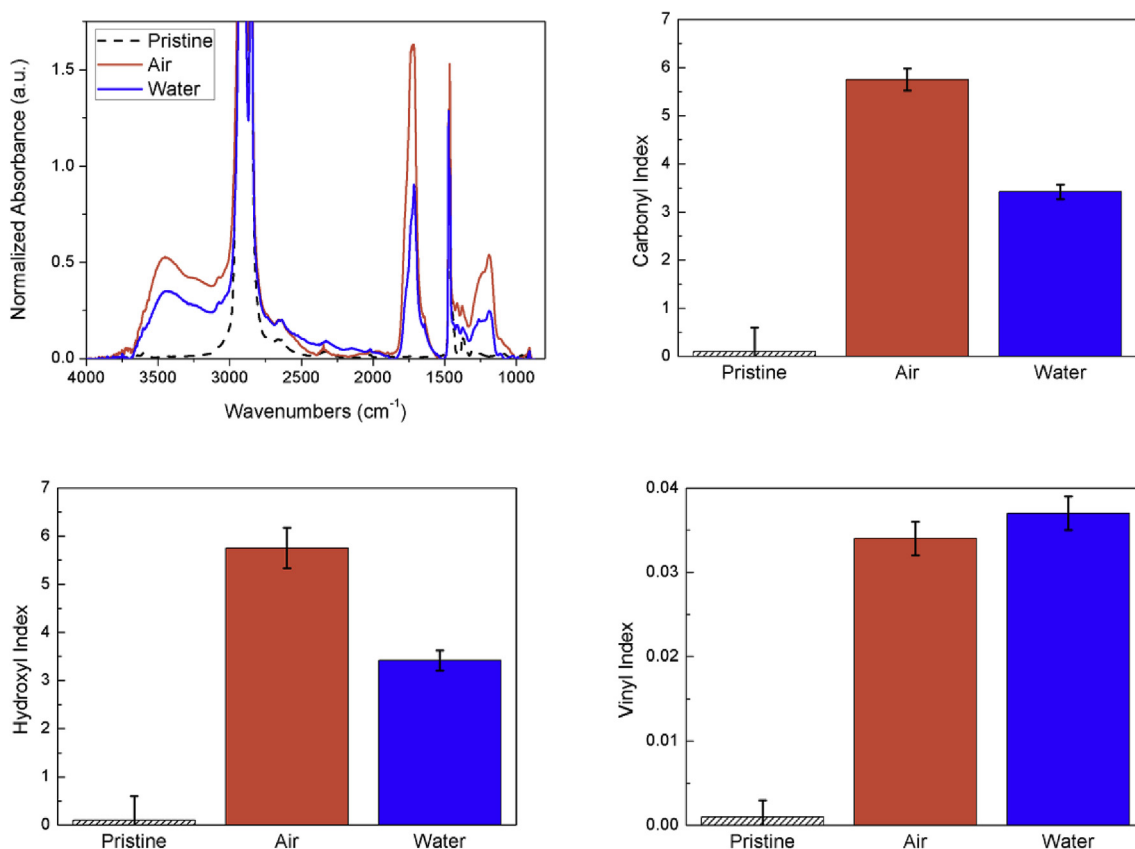 Pristine
Air
Water
Normalized Absorbance (a.u.)
1.5
1.0
0.5
0.0
4000 3500 3000 2500 2000 1500 1000
Wavenumbers (cm⁻¹)
Carbonyl Index
7
6
5
4
3
2
1
0
Pristine Air Water
Hydroxyl Index
7
6
5
4
3
2
1
0
Pristine Air Water
Vinyl Index
0.04
0.03
0.02
0.01
0.00
Pristine Air Water